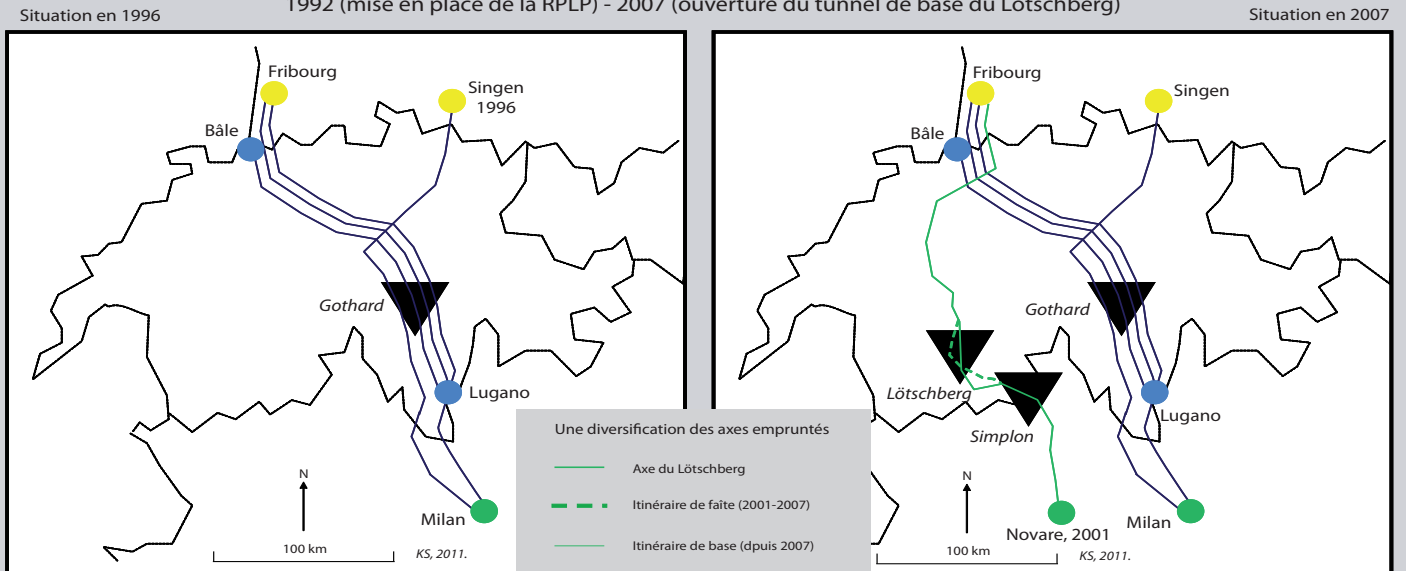 1992 (mise en place de la RPLP) - 2007 (ouverture du tunnel de base du Lötschberg)
Situation en 1996
Situation en 2007
Fribourg
Singen
1996
Bâle
Gothard
Lugano
Milan
N
100 km
KS, 2011.
Fribourg
Singen
Bâle
Gothard
Lötschberg
Simplon
Lugano
Novare, 2001
Milan
N
100 km
KS, 2011.
Une diversification des axes empruntés
Axe du Lötschberg
Itinéraire de faîte (2001-2007)
Itinéraire de base (dpuis 2007)